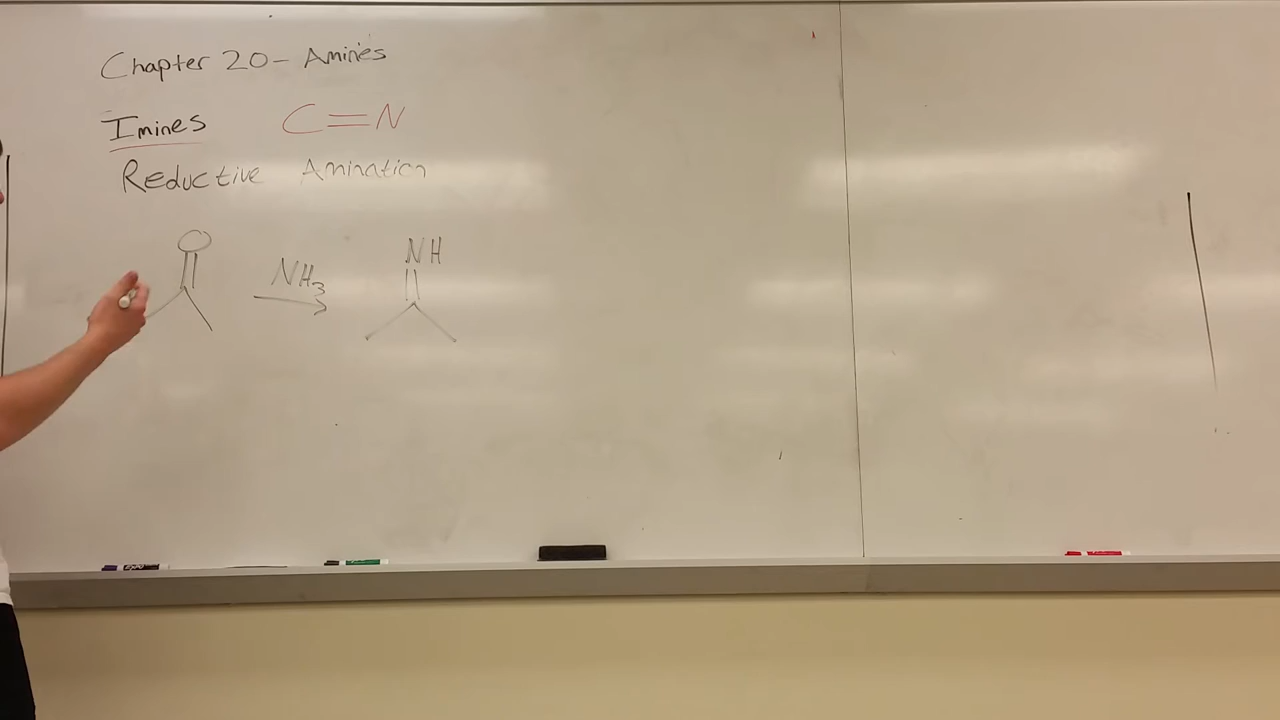 Chapter 20 - Amines
Imines C=N
Reductive Amination
O NH₃ NH